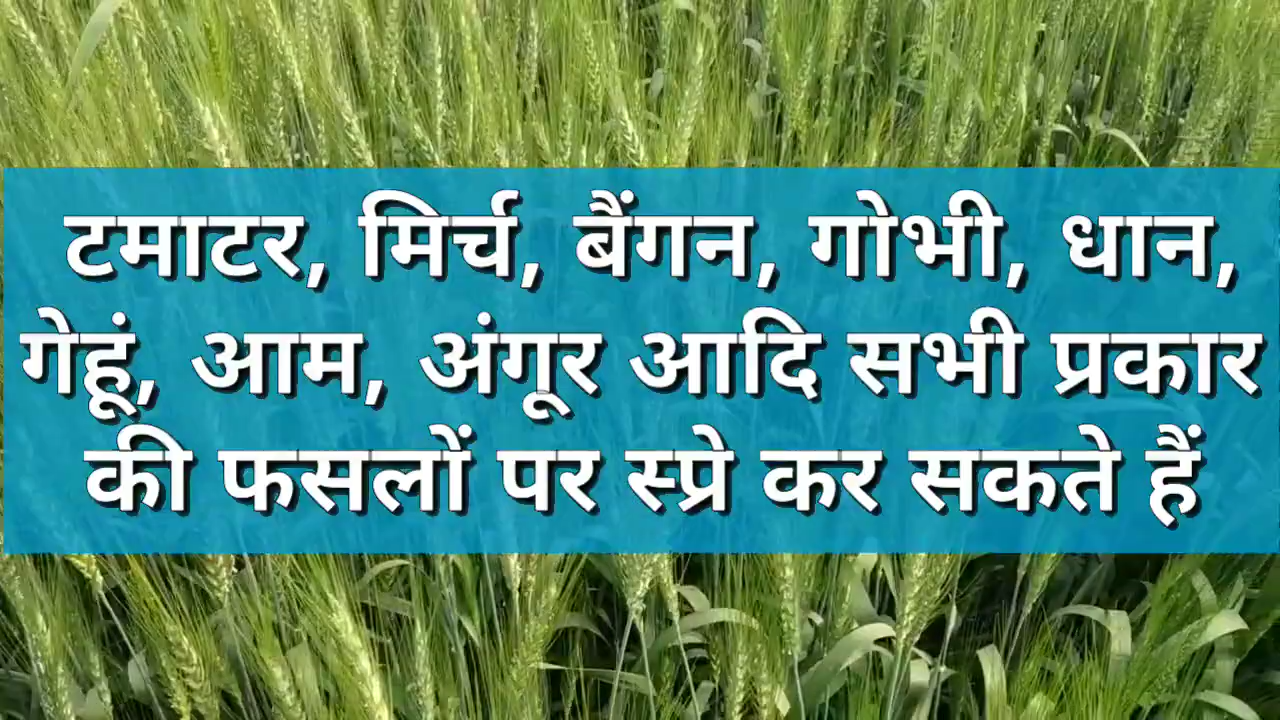 टमाटर, मिर्च, बैंगन, गोभी, धान,
गेहूं, आम, अंगूर आदि सभी प्रकार
की फसलों पर स्प्रे कर सकते हैं